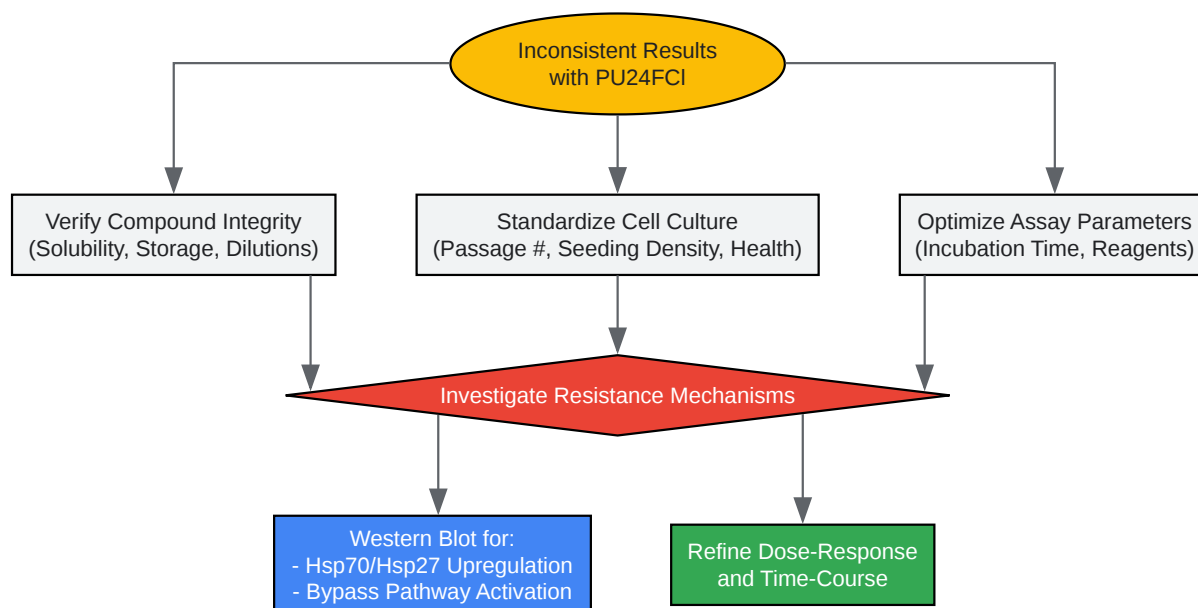 Inconsistent Results
with PU24FCl
Verify Compound Integrity
(Solubility, Storage, Dilutions)
Standardize Cell Culture
(Passage #, Seeding Density, Health)
Optimize Assay Parameters
(Incubation Time, Reagents)
Investigate Resistance Mechanisms
Western Blot for:
- Hsp70/Hsp27 Upregulation
- Bypass Pathway Activation
Refine Dose-Response
and Time-Course